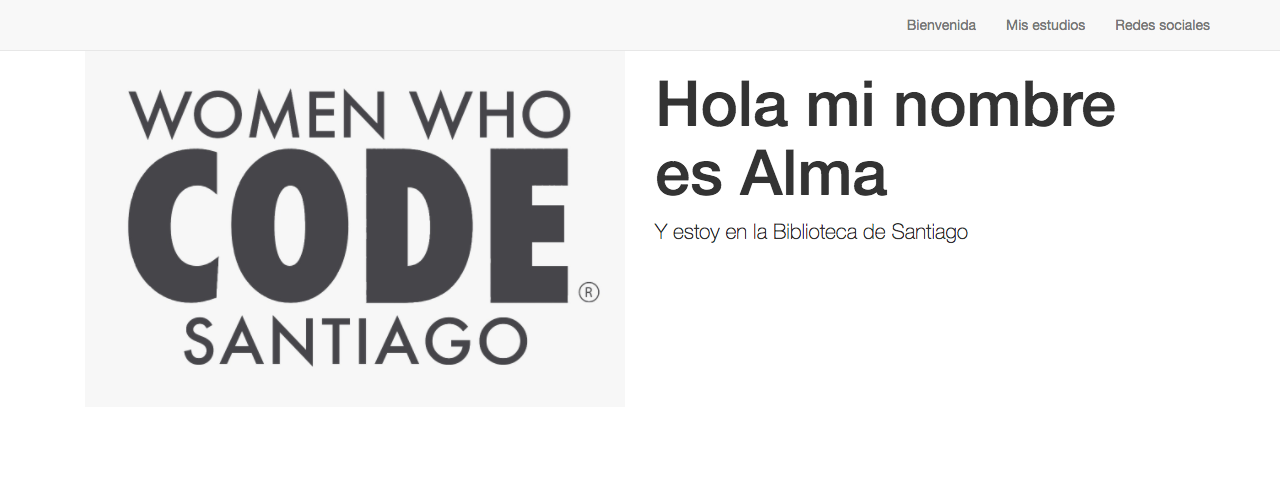 Bienvenida Mis estudios Redes sociales
WOMEN WHO
CODE®
SANTIAGO
Hola mi nombre
es Alma
Y estoy en la Biblioteca de Santiago